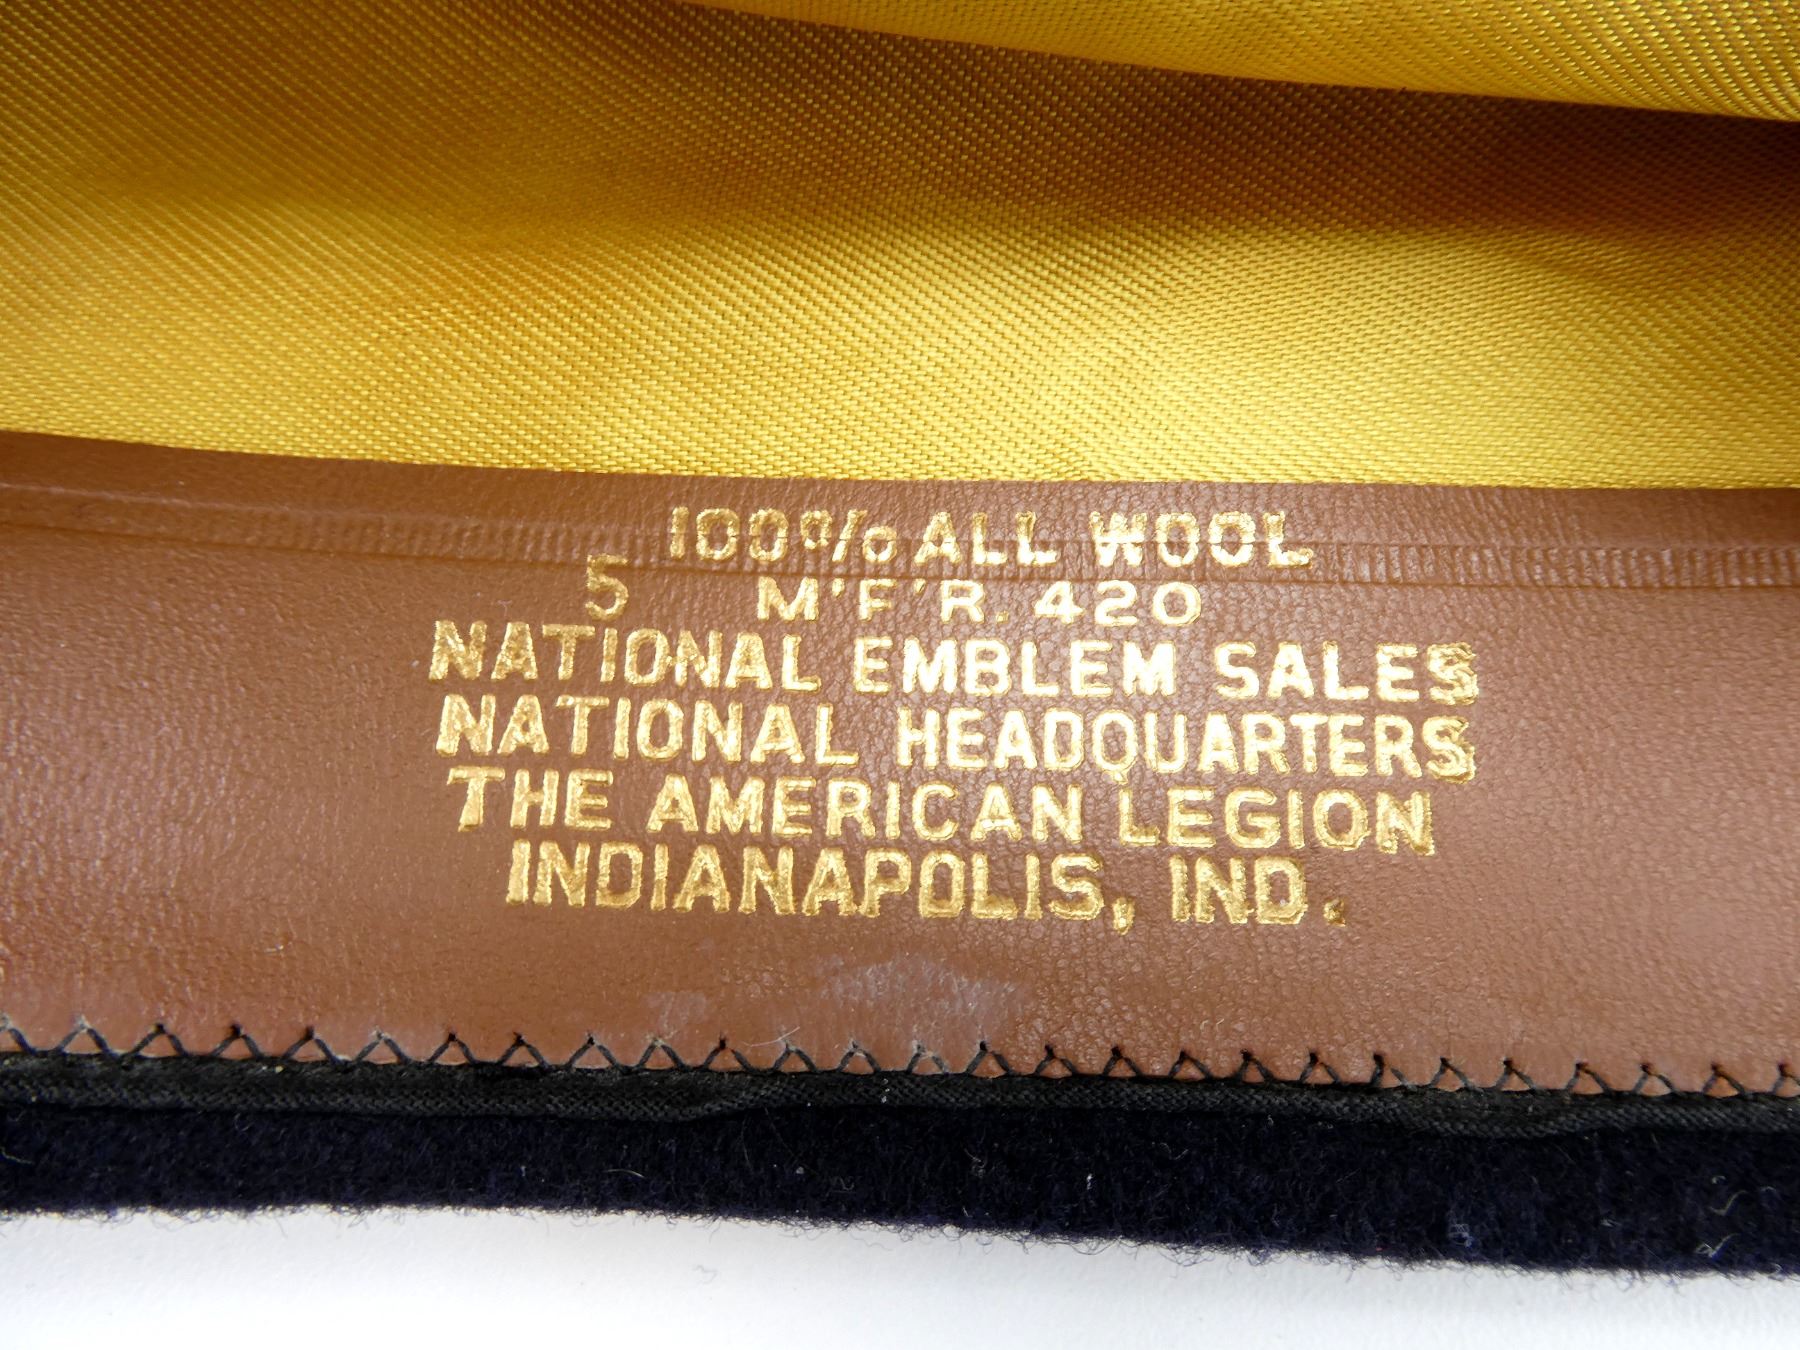 100% ALL WOOL
5 M'F'R. 420
NATIONAL EMBLEM SALES
NATIONAL HEADQUARTERS
THE AMERICAN LEGION
INDIANAPOLIS, IND.